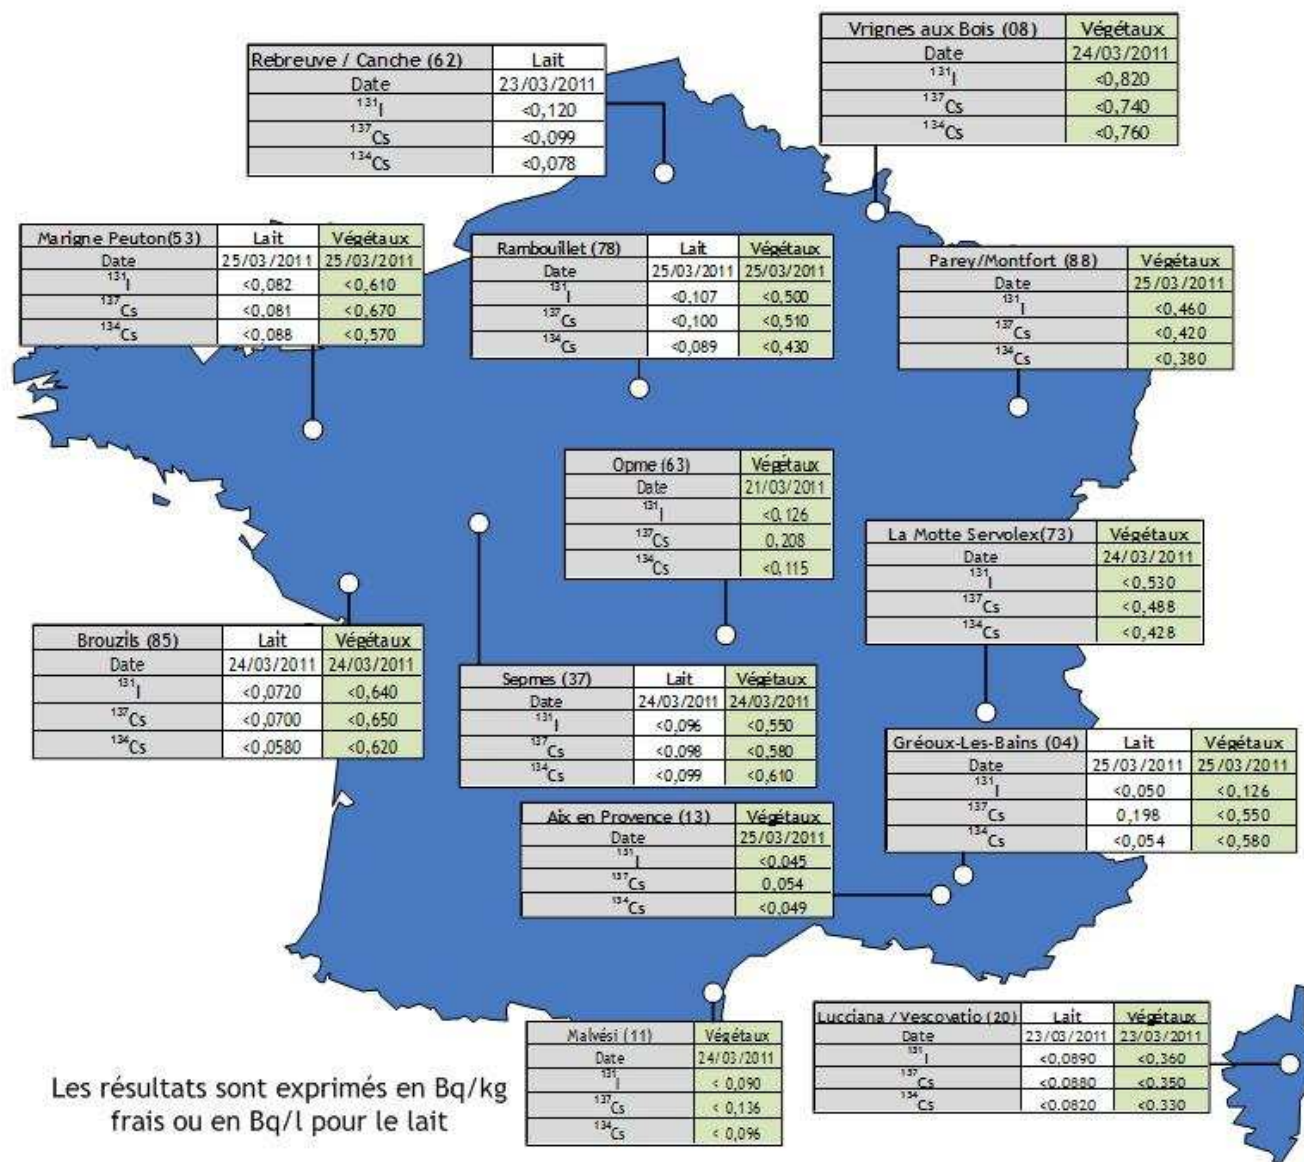 Vrignes aux Bois (08) Végétaux
Date 24/03/2011
131I <0,820
137Cs <0,740
134Cs <0,760
Rebreuve / Canche (62) Lait
Date 23/03/2011
131I <0,120
137Cs <0,099
134Cs <0,078
Marigne Peuton(53) Lait Végétaux
Date 25/03/2011 25/03/2011
131I <0,082 <0,610
137Cs <0,081 <0,670
134Cs <0,088 <0,570
Rambouillet (78) Lait Végétaux
Date 25/03/2011 25/03/2011
131I <0,107 <0,500
137Cs <0,100 <0,510
134Cs <0,089 <0,430
Parey/Montfort (88) Végétaux
Date 25/03/2011
131I <0,460
137Cs <0,420
134Cs <0,380
Opme (63) Végétaux
Date 21/03/2011
131I <0,126
137Cs 0,208
134Cs <0,115
La Motte Servolex(73) Végétaux
Date 24/03/2011
131I <0,530
137Cs <0,488
134Cs <0,428
Brouzils (85) Lait Végétaux
Date 24/03/2011 24/03/2011
131I <0,0720 <0,640
137Cs <0,0700 <0,650
134Cs <0,0580 <0,620
Sepmes (37) Lait Végétaux
Date 24/03/2011 24/03/2011
131I <0,096 <0,550
137Cs <0,098 <0,580
134Cs <0,099 <0,610
Gréoux-Les-Bains (04) Lait Végétaux
Date 25/03/2011 25/03/2011
131I <0,050 <0,126
137Cs 0,198 <0,550
134Cs <0,054 <0,580
Aix en Provence (13) Végétaux
Date 25/03/2011
131I <0,045
137Cs 0,054
134Cs <0,049
Malvési (11) Végétaux
Date 24/03/2011
131I < 0,090
137Cs < 0,136
134Cs < 0,096
Lucciana / Vescovatio (20) Lait Végétaux
Date 23/03/2011 23/03/2011
131I <0,0890 <0,360
137Cs <0,0880 <0,350
134Cs <0,0820 <0,330
Les résultats sont exprimés en Bq/kg
frais ou en Bq/l pour le lait